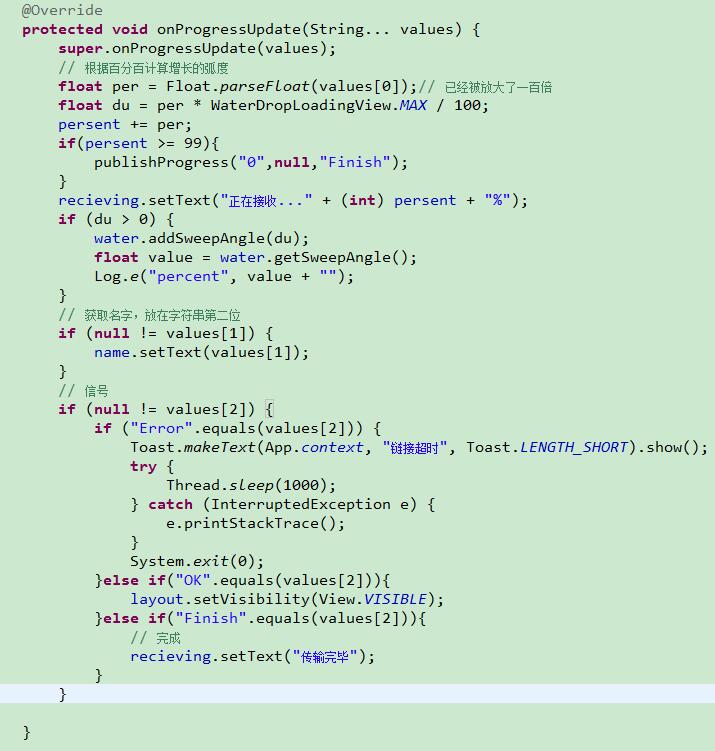 @Override
protected void onProgressUpdate(String... values) {
    super.onProgressUpdate(values);
    // 根据百分百计算增长的弧度
    float per = Float.parseFloat(values[0]);// 已经被放大了一百倍
    float du = per * WaterDropLoadingView.MAX / 100;
    persent += per;
    if(persent >= 99){
        publishProgress("0",null,"Finish");
    }
    recieving.setText("正在接收..." + (int) persent + "%");
    if (du > 0) {
        water.addSweepAngle(du);
        float value = water.getSweepAngle();
        Log.e("percent", value + "");
    }
    // 获取名字，放在字符串第二位
    if (null != values[1]) {
        name.setText(values[1]);
    }
    // 信号
    if (null != values[2]) {
        if ("Error".equals(values[2])) {
            Toast.makeText(App.context, "链接超时", Toast.LENGTH_SHORT).show();
            try {
                Thread.sleep(1000);
            } catch (InterruptedException e) {
                e.printStackTrace();
            }
            System.exit(0);
        }else if("OK".equals(values[2])){
            layout.setVisibility(View.VISIBLE);
        }else if("Finish".equals(values[2])){
            // 完成
            recieving.setText("传输完毕");
        }
    }
}